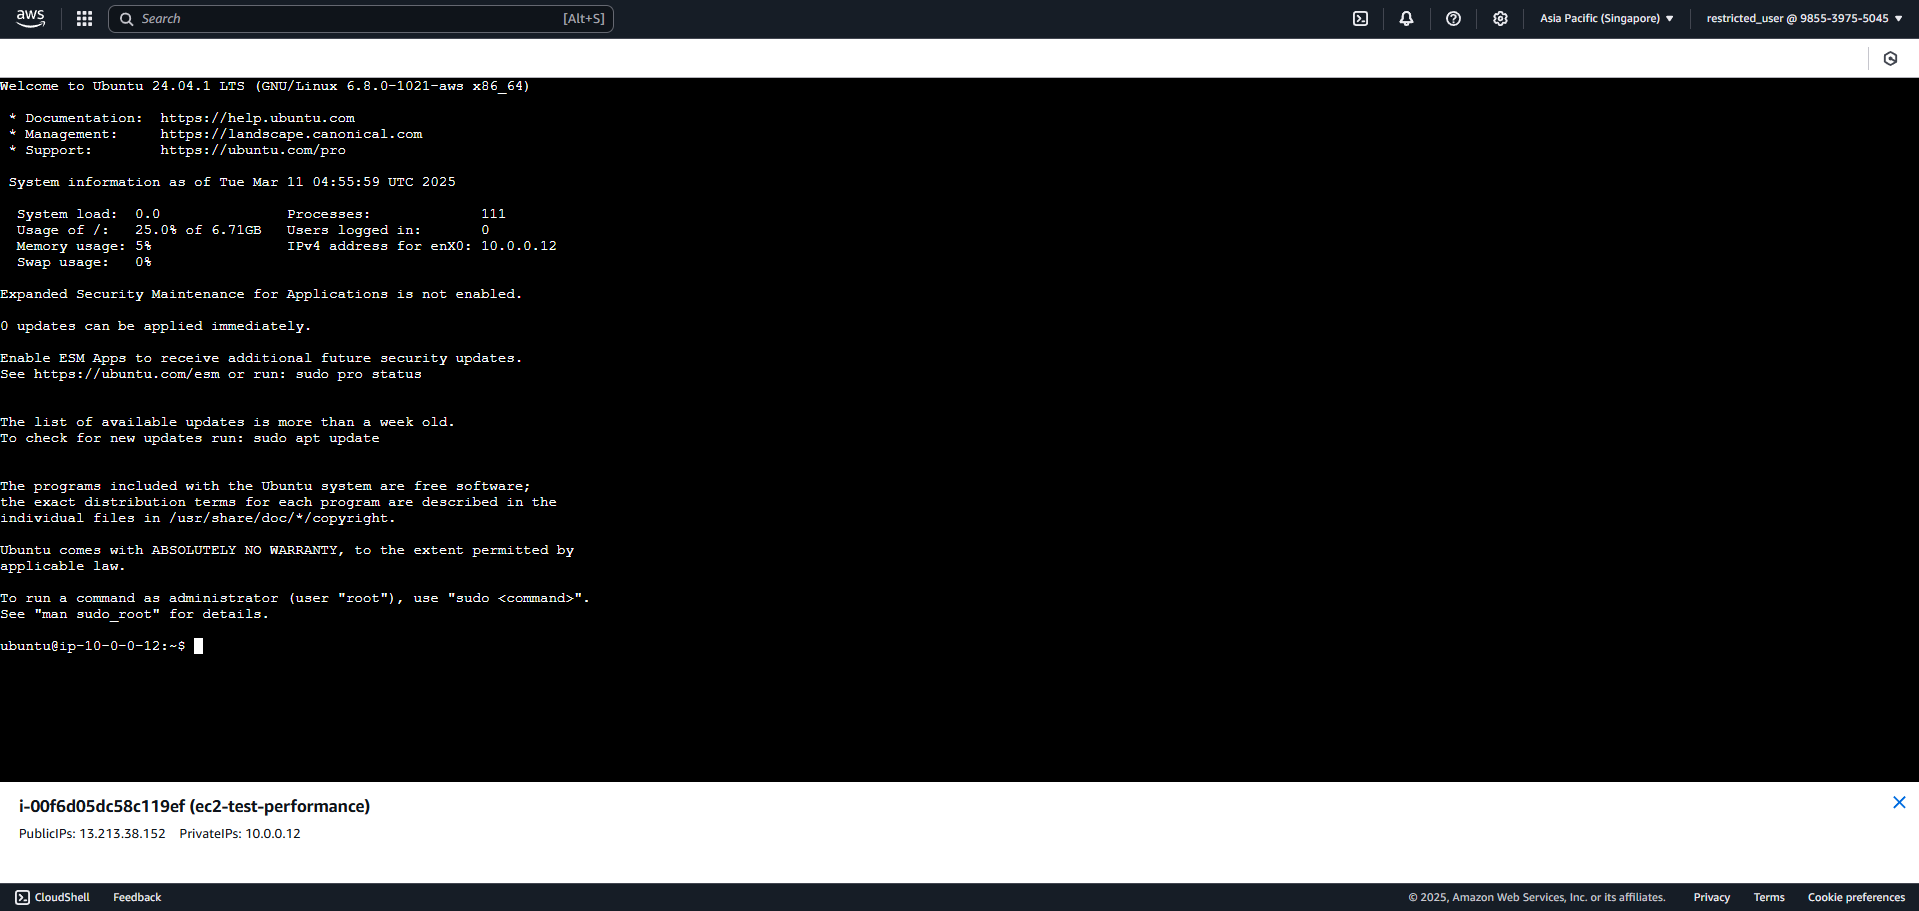 aws
Search [Alt+S]
Asia Pacific (Singapore)
restricted_user @ 9855-3975-5045
Welcome to Ubuntu 24.04.1 LTS (GNU/Linux 6.8.0-1021-aws x86_64)
* Documentation: https://help.ubuntu.com
* Management: https://landscape.canonical.com
* Support: https://ubuntu.com/pro
System information as of Tue Mar 11 04:55:59 UTC 2025
System load: 0.0 Processes: 111
Usage of /: 25.0% of 6.71GB Users logged in: 0
Memory usage: 5% IPv4 address for enX0: 10.0.0.12
Swap usage: 0%
Expanded Security Maintenance for Applications is not enabled.
0 updates can be applied immediately.
Enable ESM Apps to receive additional future security updates.
See https://ubuntu.com/esm or run: sudo pro status
The list of available updates is more than a week old.
To check for new updates run: sudo apt update
The programs included with the Ubuntu system are free software;
the exact distribution terms for each program are described in the
individual files in /usr/share/doc/*/copyright.
Ubuntu comes with ABSOLUTELY NO WARRANTY, to the extent permitted by
applicable law.
To run a command as administrator (user "root"), use "sudo <command>".
See "man sudo_root" for details.
ubuntu@ip-10-0-0-12:~$
i-00f6d05dc58c119ef (ec2-test-performance)
PublicIPs: 13.213.38.152 PrivateIPs: 10.0.0.12
CloudShell Feedback © 2025, Amazon Web Services, Inc. or its affiliates. Privacy Terms Cookie preferences